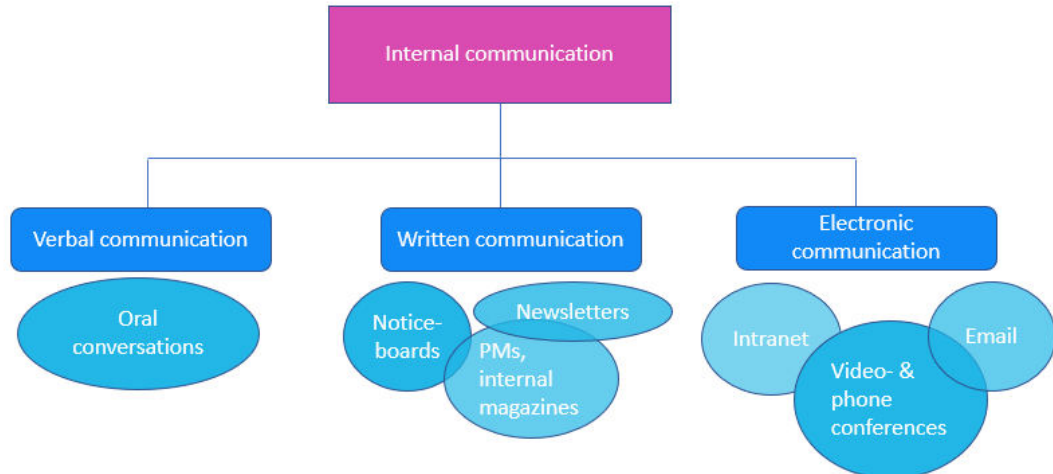 Internal communication
Verbal communication
Written communication
Electronic
communication
Oral
conversations
Notice-
boards
Newsletters
PMs,
internal
magazines
Intranet
Video- &
phone
conferences
Email